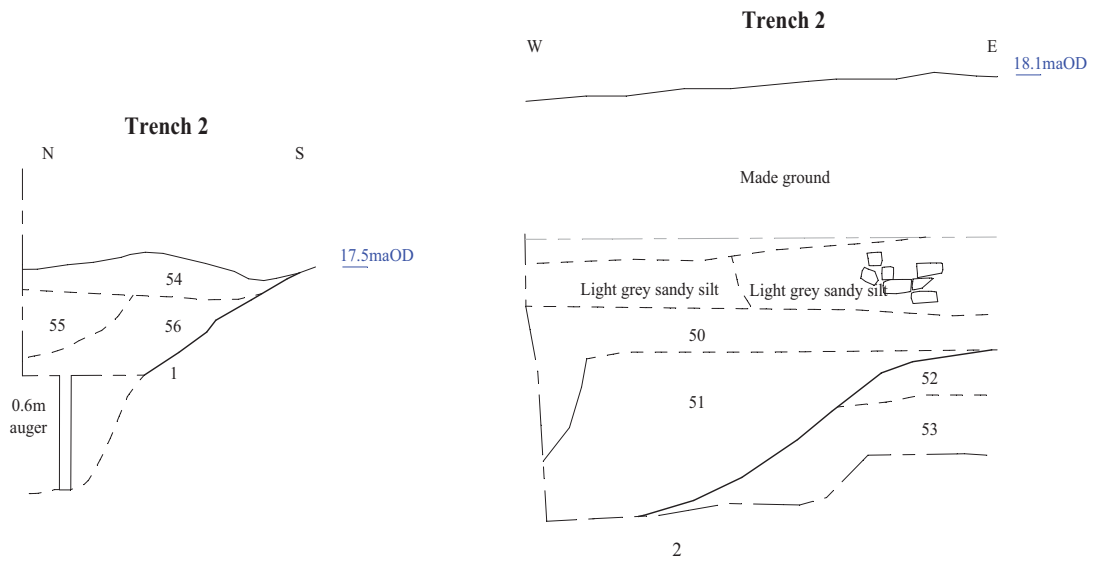 Trench 2
N
S
17.5maOD
54
55
56
1
0.6m
auger
Trench 2
W
E
18.1maOD
Made ground
Light grey sandy silt
Light grey sandy silt
50
51
52
53
2